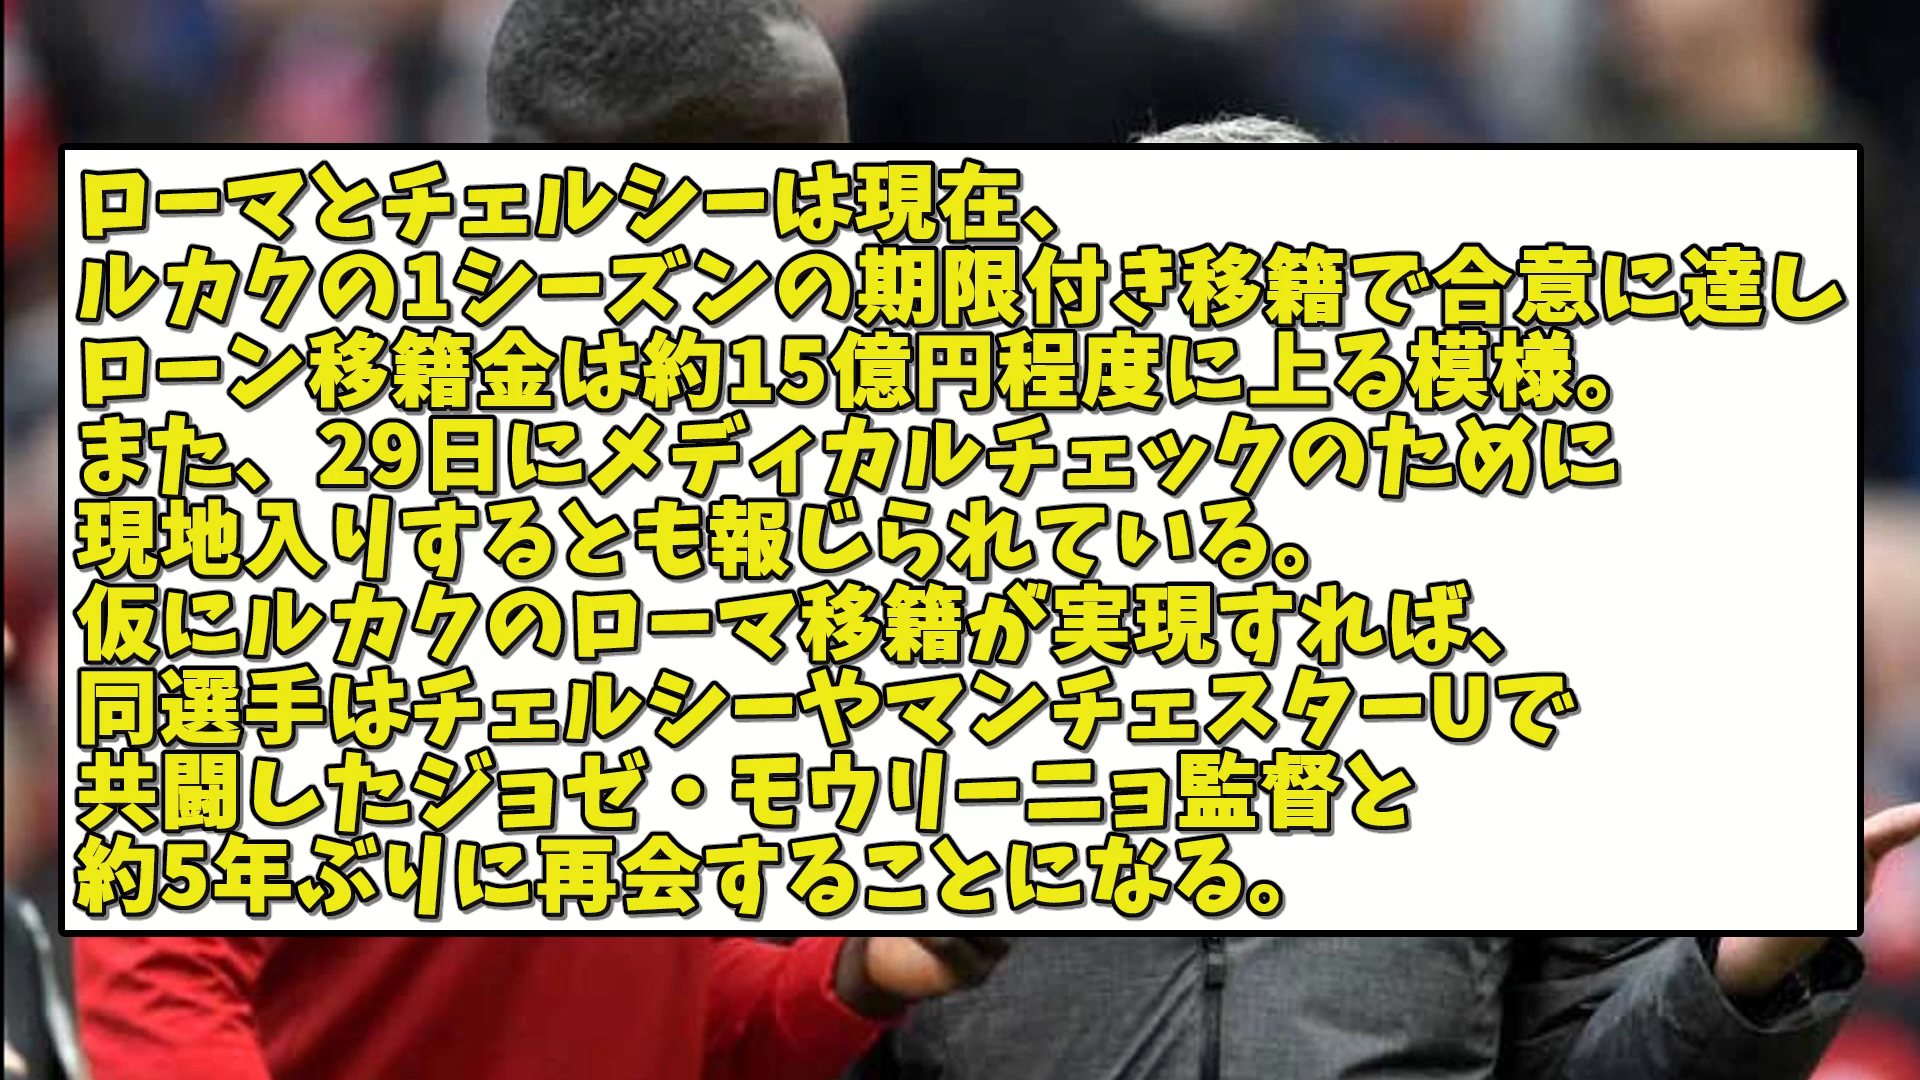 ローマとチェルシーは現在、
ルカクの1シーズンの期限付き移籍で合意に達し
ローン移籍金は約15億円程度に上る模様。
また、29日にメディカルチェックのために
現地入りするとも報じられている。
仮にルカクのローマ移籍が実現すれば、
同選手はチェルシーやマンチェスターUで
共闘したジョゼ・モウリーニョ監督と
約5年ぶりに再会することになる。